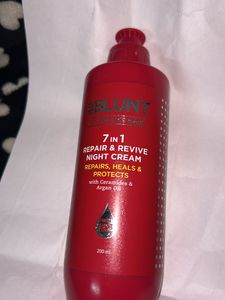 BBLUNT
7 IN 1
REPAIR & REVIVE
NIGHT CREAM
REPAIRS, HEALS &
PROTECTS
with Ceramides &
Argan Oil
200 ml